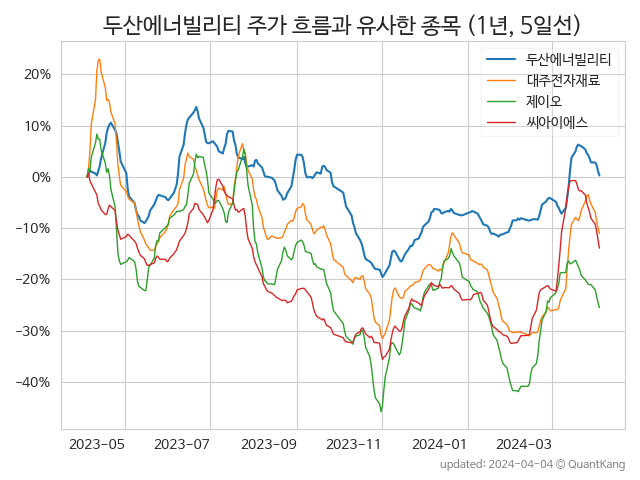 두산에너빌리티 주가 흐름과 유사한 종목 (1년, 5일선)
두산에너빌리티
대주전자재료
제이오
씨아이에스
20%
10%
0%
−10%
−20%
−30%
−40%
2023-05
2023-07
2023-09
2023-11
2024-01
2024-03
updated: 2024-04-04 © QuantKang